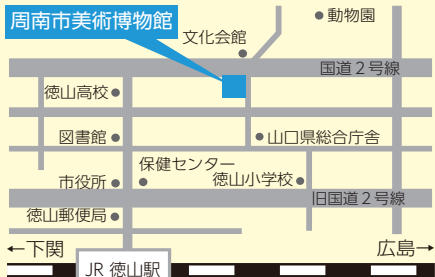 周南市美術博物館
動物園
文化会館
国道２号線
徳山高校
図書館
山口県総合庁舎
保健センター
市役所
徳山小学校
旧国道２号線
徳山郵便局
←下関
広島→
JR 徳山駅